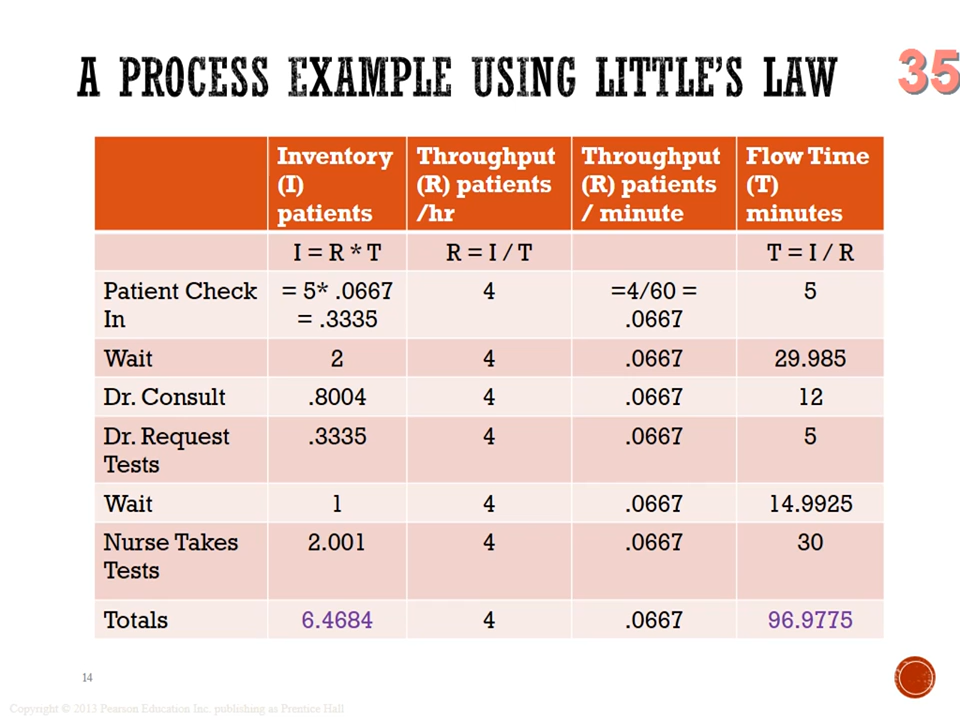 A PROCESS EXAMPLE USING LITTLE'S LAW
35
Inventory (I) patients
Throughput (R) patients /hr
Throughput (R) patients / minute
Flow Time (T) minutes
I = R * T
R = I / T
T = I / R
Patient Check In
= 5* .0667 = .3335
4
=4/60 = .0667
5
Wait
2
4
.0667
29.985
Dr. Consult
.8004
4
.0667
12
Dr. Request Tests
.3335
4
.0667
5
Wait
1
4
.0667
14.9925
Nurse Takes Tests
2.001
4
.0667
30
Totals
6.4684
4
.0667
96.9775
14
Copyright © 2013 Pearson Education Inc. publishing as Prentice Hall